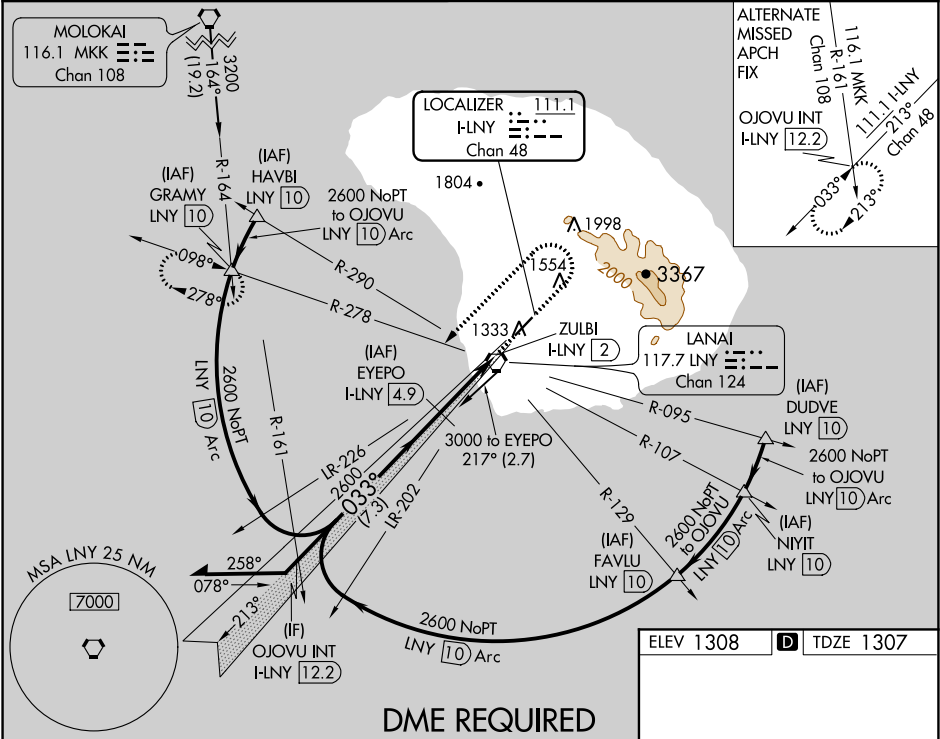 MOLOKAI
116.1 MKK
Chan 108
3200
164°
(19.2)
R-164
LOCALIZER 111.1
I-LNY
Chan 48
ALTERNATE
MISSED
APCH
FIX
116.1 MKK
Chan 108
R-161
111.1 I-LNY
213°
Chan 48
OJOVU INT
I-LNY 12.2
033°
213°
(IAF)
GRAMY
LNY 10
(IAF)
HAVBI
LNY 10
2600 NoPT
to OJOVU
LNY 10 Arc
098°
278°
R-290
R-278
1804
1998
1554
2000
3367
1333
ZULBI
I-LNY 2
LANAI
117.7 LNY
Chan 124
(IAF)
EYEPO
I-LNY 4.9
3000 to EYEPO
217° (2.7)
R-095
R-107
R-129
(IAF)
DUDVE
LNY 10
2600 NoPT
to OJOVU
LNY 10 Arc
2600 NoPT
to OJOVU
LNY 10 Arc
(IAF)
NIYIT
LNY 10
(IAF)
FAVLU
LNY 10
2600 NoPT
LNY 10 Arc
R-161
LR-226
2600
033°
(7.3)
LR-202
258°
078°
213°
(IF)
OJOVU INT
I-LNY 12.2
2600 NoPT
LNY 10 Arc
MSA LNY 25 NM
7000
ELEV 1308 D TDZE 1307
DME REQUIRED